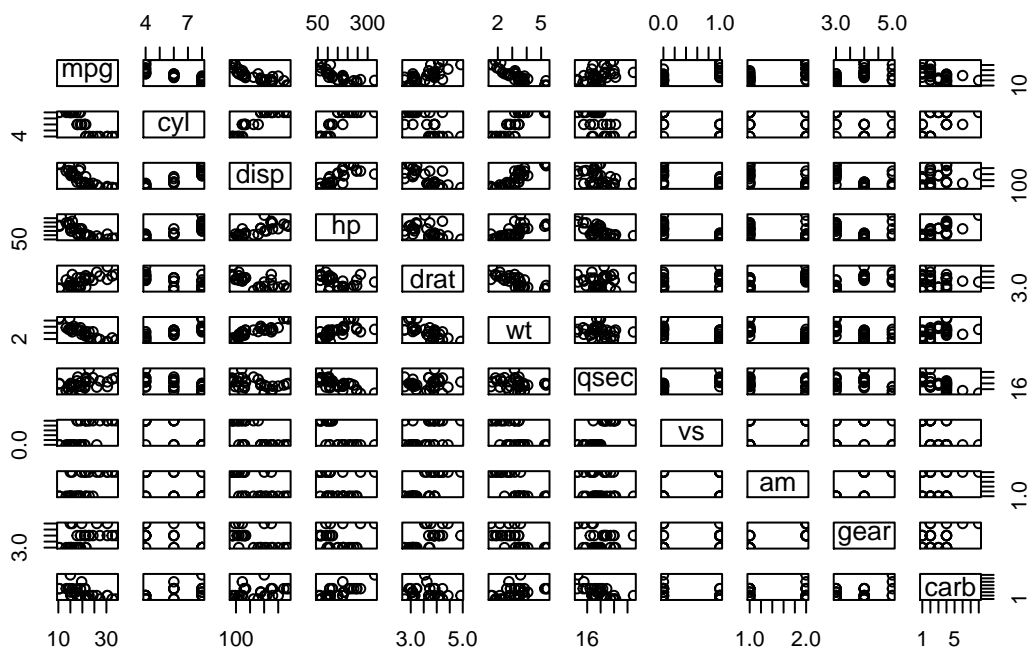 4 7 50 300 2 5 0.0 1.0 3.0 5.0
mpg 10
4 cyl
disp 100
50 hp
drat 3.0
2 wt
qsec 16
0.0 vs
am 1.0
3.0 gear
carb 1
10 30 100 3.0 5.0 16 1.0 2.0 1 5